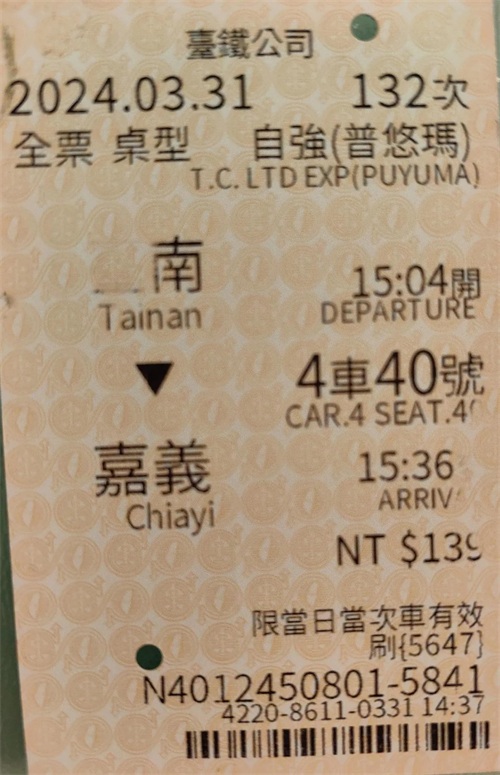 臺鐵公司
2024.03.31 132次
全票 桌型 自強(普悠瑪)
T.C. LTD EXP(PUYUMA)
南 15:04開
Tainan DEPARTURE
▼ 4車40號
CAR.4 SEAT.4
嘉義 15:36
Chiayi ARRIV
NT $139
限當日當次車有效
刷{5647}
N4012450801-5841
4220-8611-0331 14:37